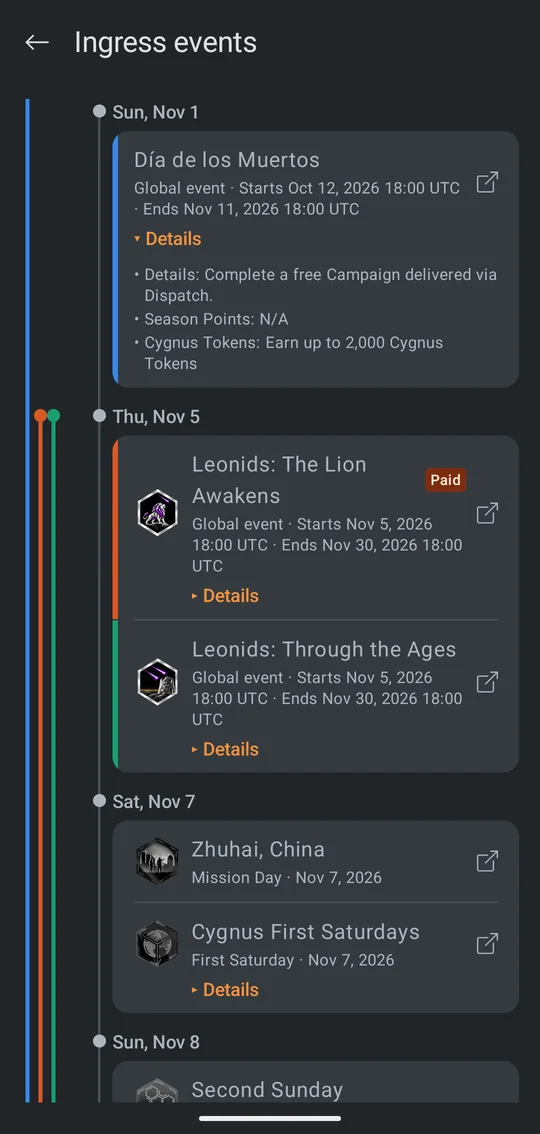 Ingress events
Sun, Nov 1
Día de los Muertos
Global event · Starts Oct 12, 2026 18:00 UTC
· Ends Nov 11, 2026 18:00 UTC
▾ Details
• Details: Complete a free Campaign delivered via
Dispatch.
• Season Points: N/A
• Cygnus Tokens: Earn up to 2,000 Cygnus
Tokens
Thu, Nov 5
Leonids: The Lion
Awakens
Paid
Global event · Starts Nov 5, 2026
18:00 UTC · Ends Nov 30, 2026 18:00
UTC
▸ Details
Leonids: Through the Ages
Global event · Starts Nov 5, 2026
18:00 UTC · Ends Nov 30, 2026 18:00
UTC
▸ Details
Sat, Nov 7
Zhuhai, China
Mission Day · Nov 7, 2026
Cygnus First Saturdays
First Saturday · Nov 7, 2026
▸ Details
Sun, Nov 8
Second Sunday